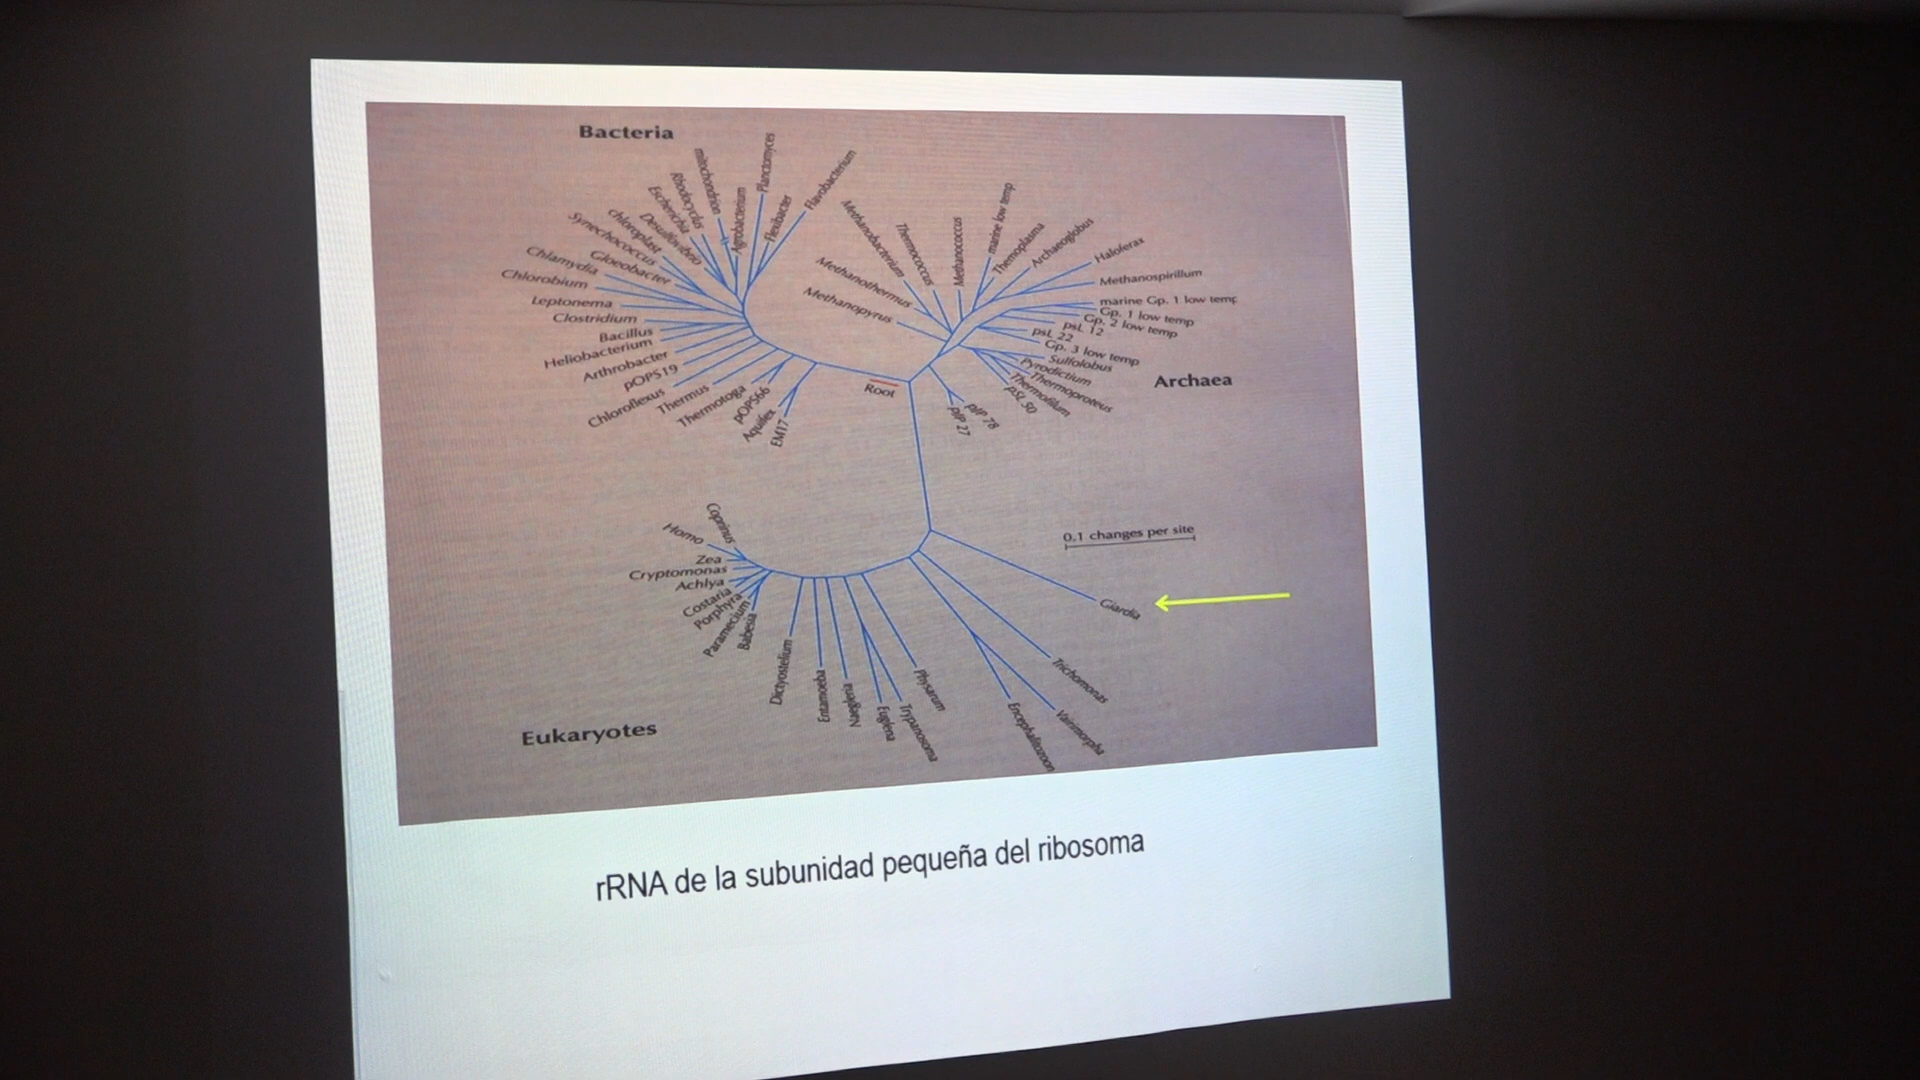 Bacteria
Planctomyces
mitochondrion
Flavobacterium
Rhodocyclus
Escherichia
Agrobacterium
Flexibacter
Desulfovibrio
chloroplast
Synechococcus
Gloeobacter
Chlamydia
Chlorobium
Leptonema
Clostridium
Bacillus
Heliobacterium
Arthrobacter
pOPS19
Chloroflexus
Thermus
Thermotoga
pOPS66
Aquifex
EM17
Root
Methanopyrus
Methanothermus
Methanobacterium
Thermococcus
Methanococcus
marine low temp
Themoplasma
Archaeoglobus
Haloferax
Methanospirillum
marine Gp. 1 low temp
Gp. 1 low temp
Gp. 2 low temp
psL 12
psL 22
Gp. 3 low temp
Sulfolobus
Pyrodictium
Thermoproteus
Thermofilum
pSL 50
pJP 78
pJP 27
Archaea
Coprinus
Homo
Zea
Cryptomonas
Achlya
Costaria
Porphyra
Paramecium
Babesia
Dictyostelium
Entamoeba
Naegleria
Euglena
Trypanosoma
Physarum
Encephalitozoon
Vairimorpha
Trichomonas
Giardia
0.1 changes per site
Eukaryotes
rRNA de la subunidad pequeña del ribosoma